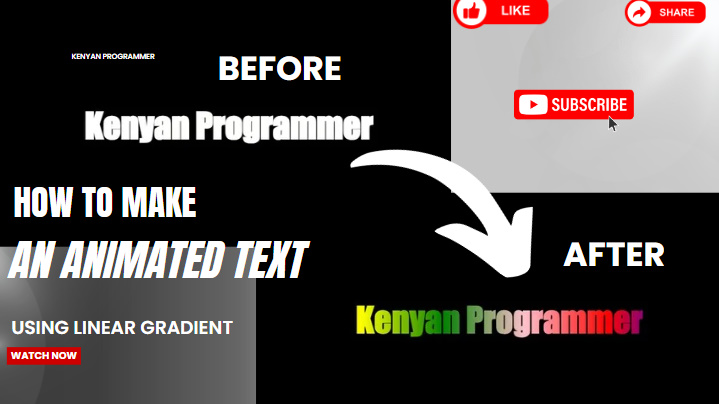 LIKE
SHARE
KENYAN PROGRAMMER
BEFORE
SUBSCRIBE
Kenyan Programmer
HOW TO MAKE
AN ANIMATED TEXT
AFTER
Kenyan Programmer
USING LINEAR GRADIENT
WATCH NOW